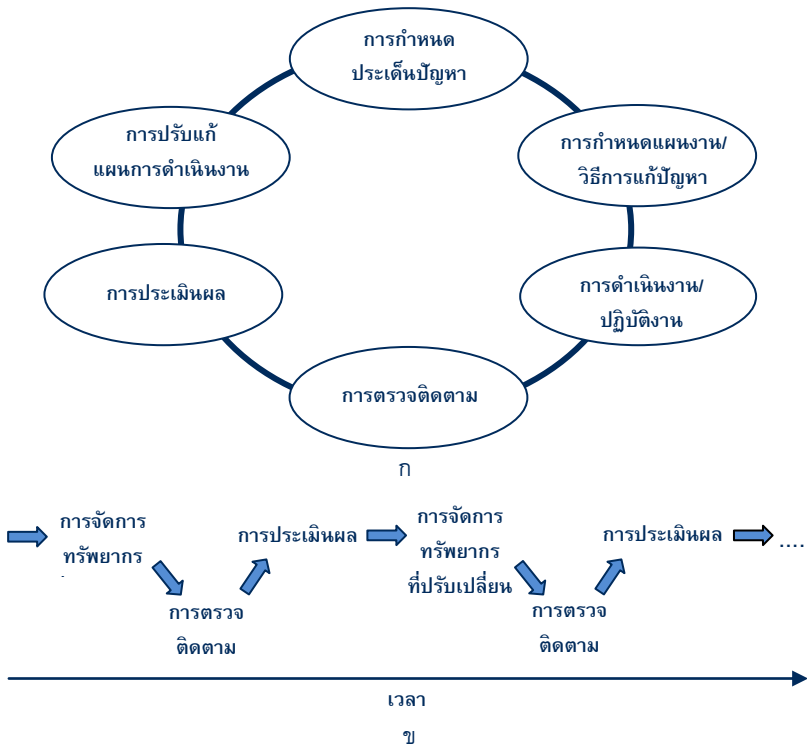 การกำหนด
ประเด็นปัญหา
การกำหนดแผนงาน/
วิธีการแก้ปัญหา
การดำเนินงาน/
ปฏิบัติงาน
การตรวจติดตาม
การประเมินผล
การปรับแก้
แผนการดำเนินงาน
ก
การจัดการ
ทรัพยากร
การตรวจ
ติดตาม
การประเมินผล
การจัดการ
ทรัพยากร
ที่ปรับเปลี่ยน
การตรวจ
ติดตาม
การประเมินผล
....
เวลา
ข